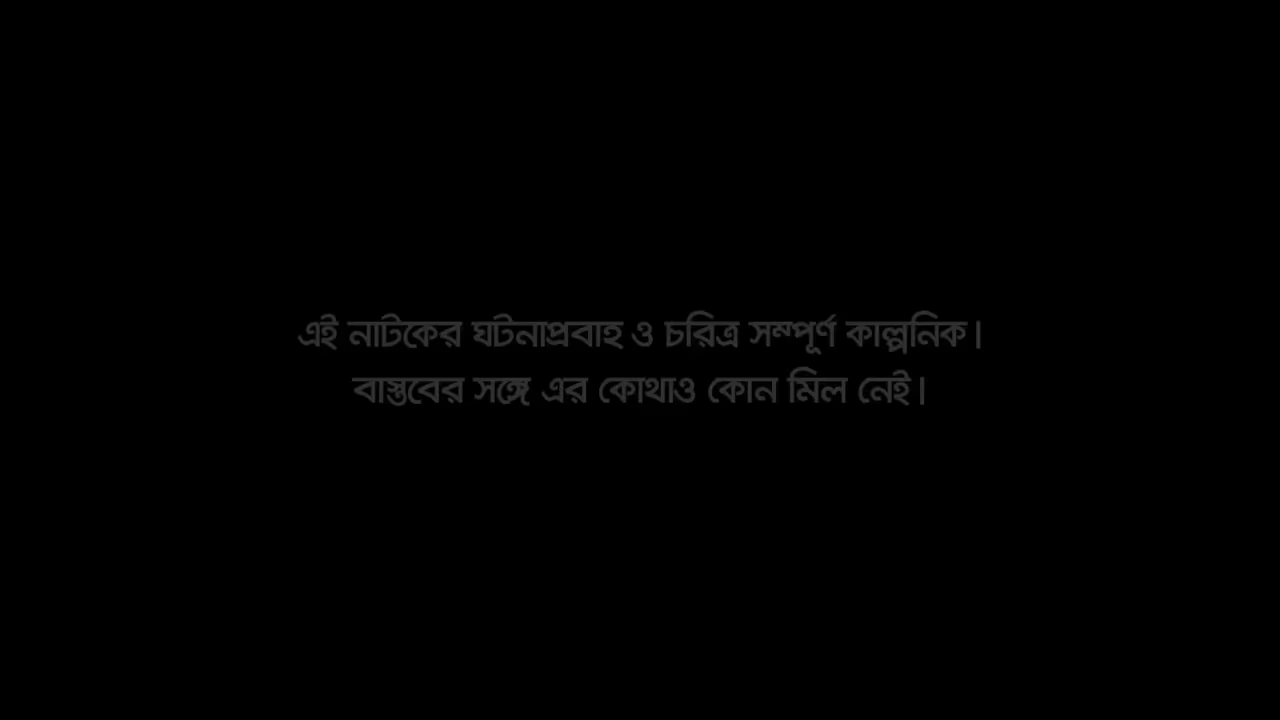 এই নাটকের ঘটনাপ্রবাহ ও চরিত্র সম্পূর্ণ কাল্পনিক।
বাস্তবের সঙ্গে এর কোথাও কোন মিল নেই।